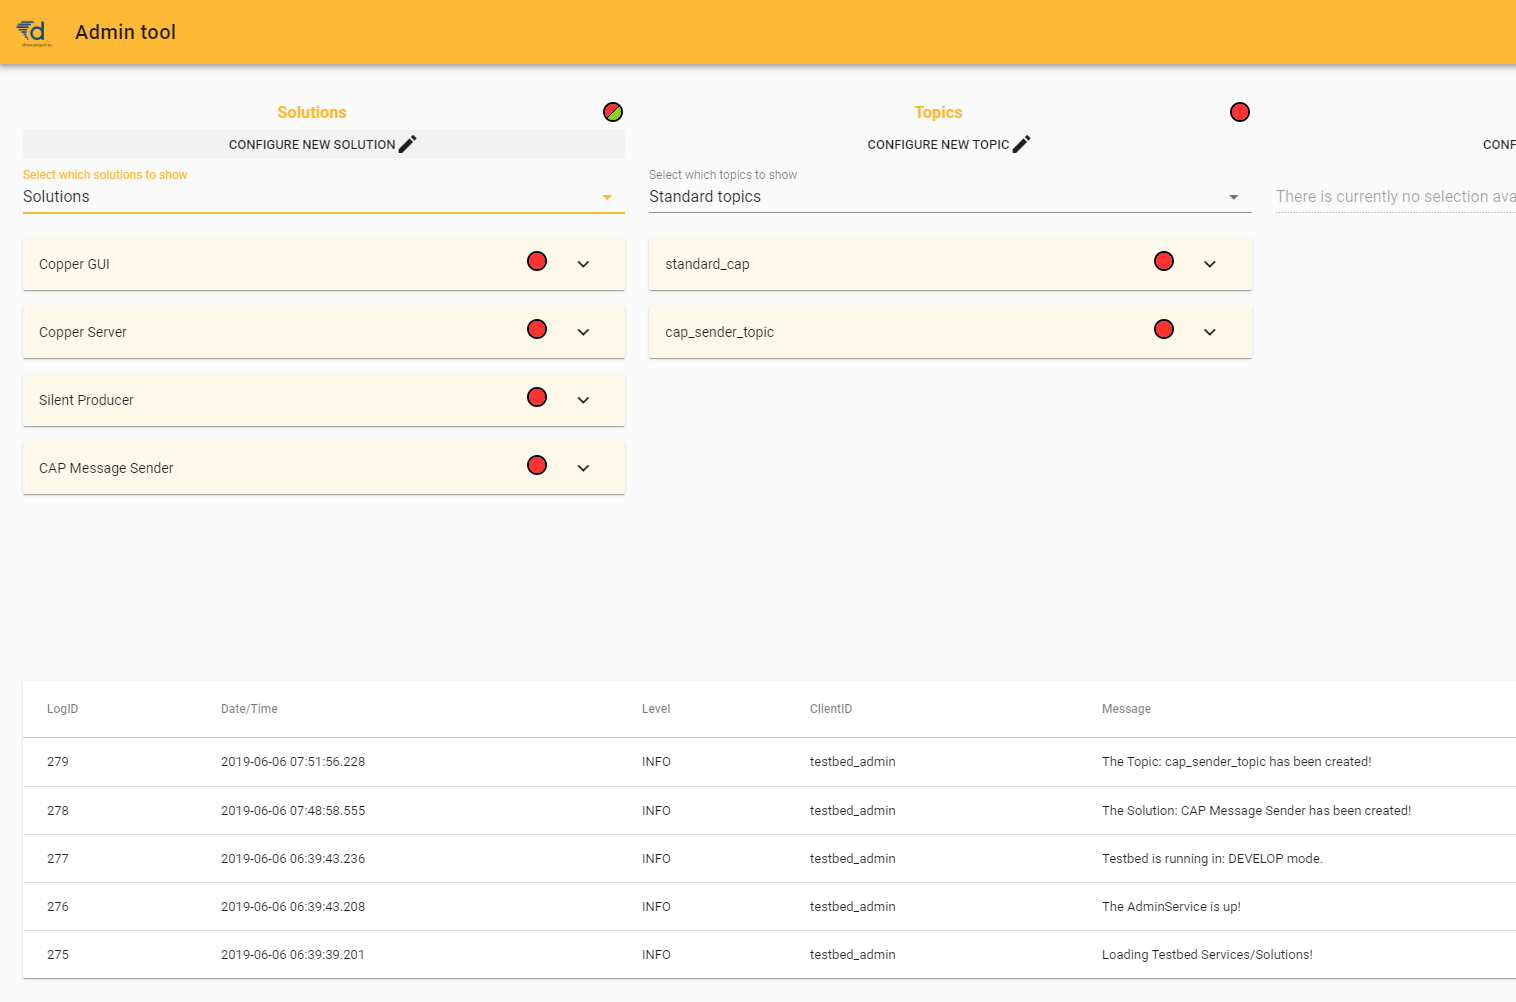 d
Admin tool
Solutions
Topics
CONFIGURE NEW SOLUTION
CONFIGURE NEW TOPIC
CONF
Select which solutions to show
Select which topics to show
Solutions
Standard topics
There is currently no selection ava
Copper GUI
standard_cap
Copper Server
cap_sender_topic
Silent Producer
CAP Message Sender
LogID Date/Time Level ClientID Message
279 2019-06-06 07:51:56.228 INFO testbed_admin The Topic: cap_sender_topic has been created!
278 2019-06-06 07:48:58.555 INFO testbed_admin The Solution: CAP Message Sender has been created!
277 2019-06-06 06:39:43.236 INFO testbed_admin Testbed is running in: DEVELOP mode.
276 2019-06-06 06:39:43.208 INFO testbed_admin The AdminService is up!
275 2019-06-06 06:39:39.201 INFO testbed_admin Loading Testbed Services/Solutions!